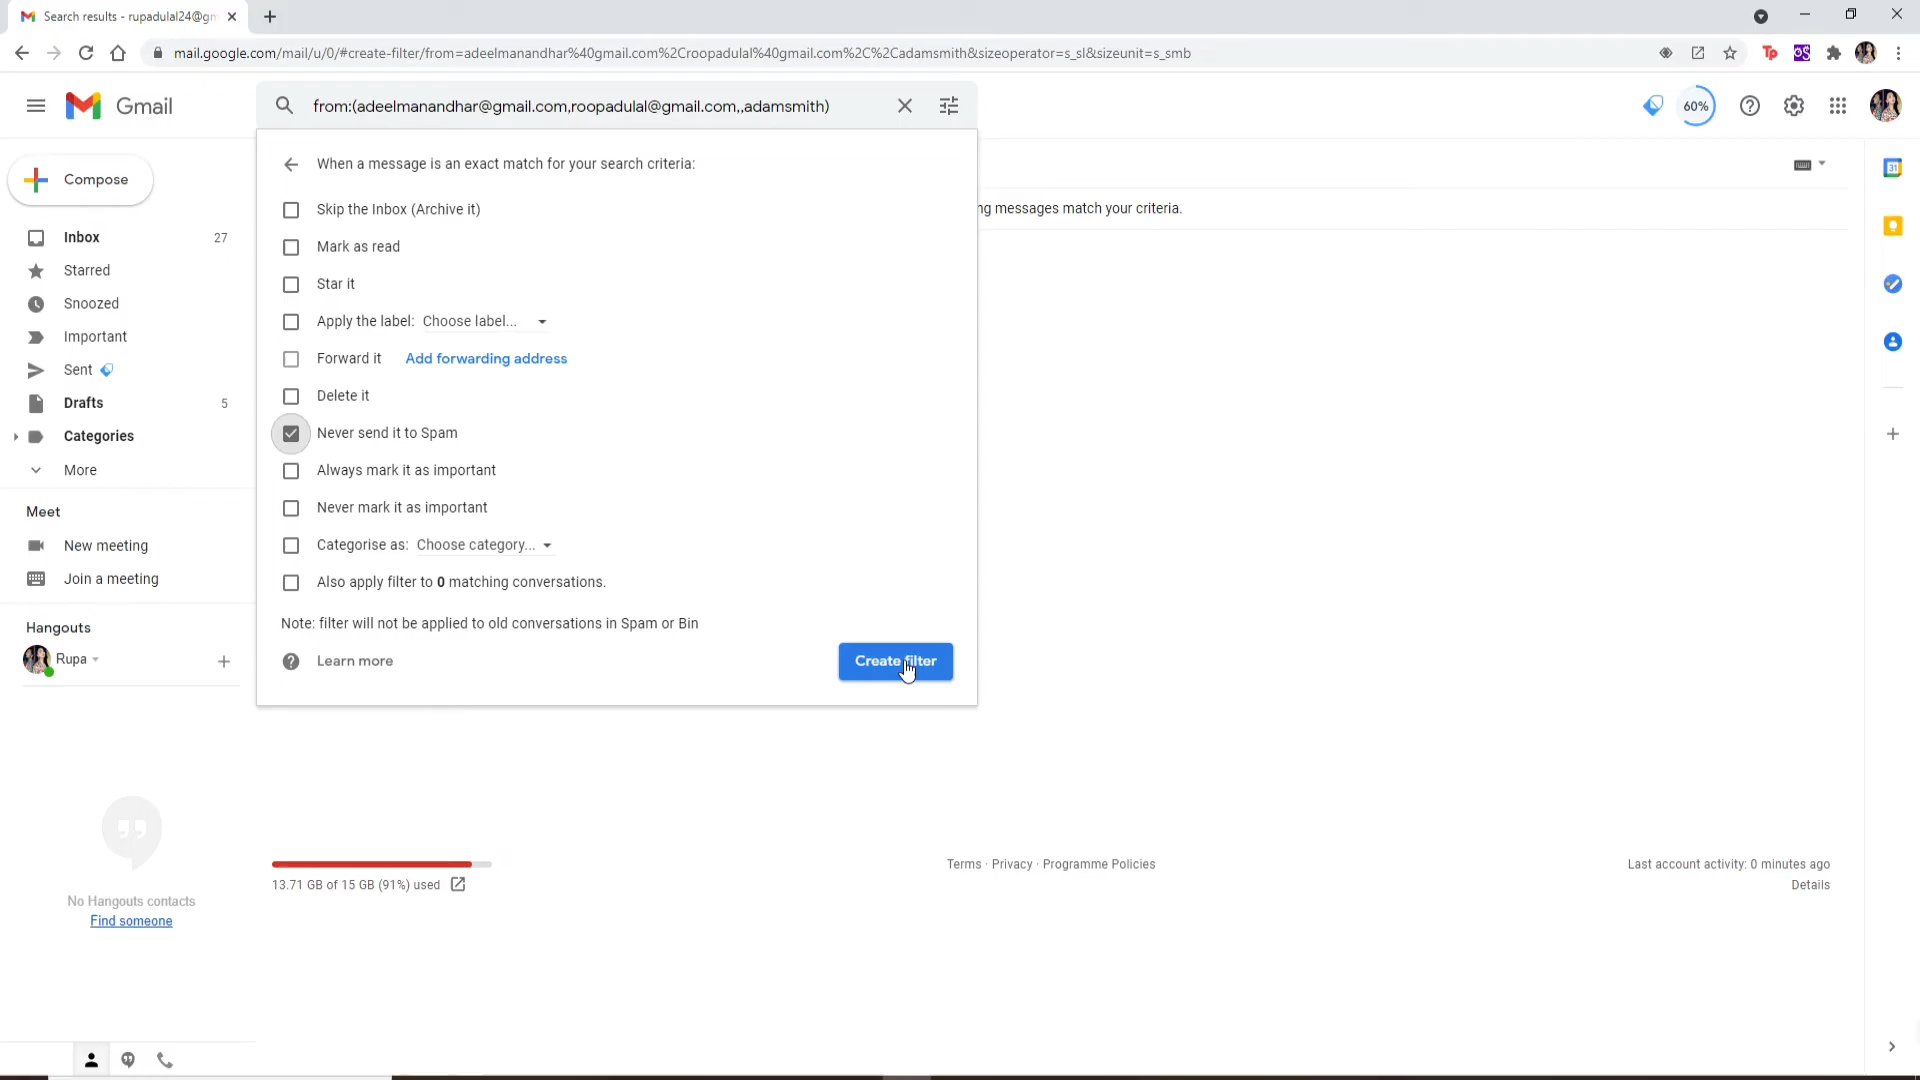 Search results - rupadulal24@gm
mail.google.com/mail/u/0/#create-filter/from=adeelmanandhar%40gmail.com%2Croopadulal%40gmail.com%2C%2Cadamsmith&sizeoperator=s_sl&sizeunit=s_smb
Tp
Gmail
from:(adeelmanandhar@gmail.com,roopadulal@gmail.com,,adamsmith)
60%
When a message is an exact match for your search criteria:
Compose
Skip the Inbox (Archive it)
ng messages match your criteria.
31
Inbox 27
Mark as read
Starred
Star it
Snoozed
Apply the label: Choose label...
Important
Forward it Add forwarding address
Sent
Delete it
Drafts 5
Never send it to Spam
Categories
Always mark it as important
More
Never mark it as important
Meet
Categorise as: Choose category...
New meeting
Also apply filter to 0 matching conversations.
Join a meeting
Note: filter will not be applied to old conversations in Spam or Bin
Hangouts
Learn more
Create filter
Rupa
13.71 GB of 15 GB (91%) used
Terms · Privacy · Programme Policies
Last account activity: 0 minutes ago
Details
No Hangouts contacts
Find someone